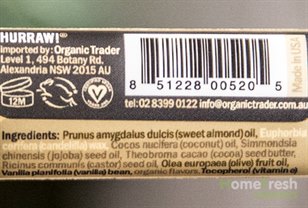 HURRAW!
Imported by: Organic Trader
Level 1, 494 Botany Rd.
Alexandria NSW 2015 AU
12M
8 51228 00520 5
MADE IN USA
tel:02 8399 0122 info@organictrader.com.au
Ingredients: Prunus amygdalus dulcis (sweet almond) oil, Euphorbia
cerifera (candelilla) wax, Cocos nucifera (coconut) oil, Simmondsia
chinensis (jojoba) seed oil, Theobroma cacao (cocoa) seed butter,
Ricinus communis (castor) seed oil, Olea europaea (olive) fruit oil,
Vanilla planifolia (vanilla bean), organic flavors, Tocopherol (vitamin e)